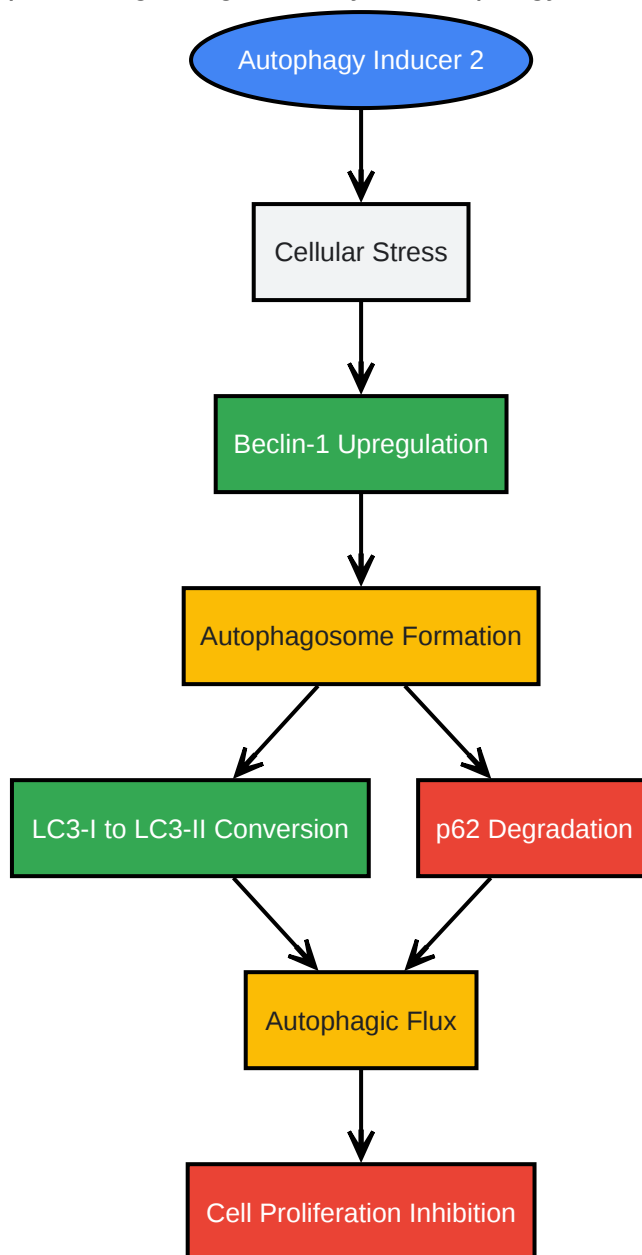 Autophagy Inducer 2
Cellular Stress
Beclin-1 Upregulation
Autophagosome Formation
LC3-I to LC3-II Conversion
p62 Degradation
Autophagic Flux
Cell Proliferation Inhibition